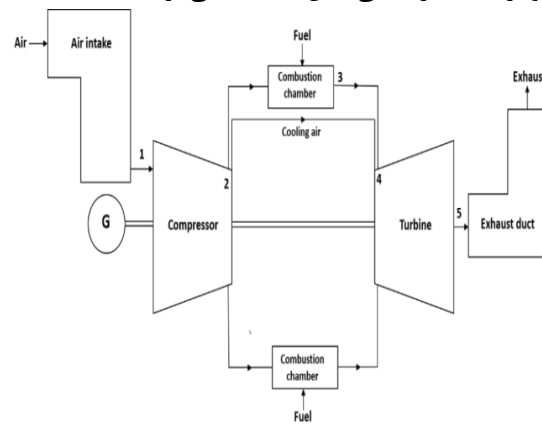 Fuel
Air
Air intake
Combustion
chamber
3
Exhaus
Cooling air
1
2
4
G
Compressor
Turbine
5
Exhaust duct
Combustion
chamber
Fuel